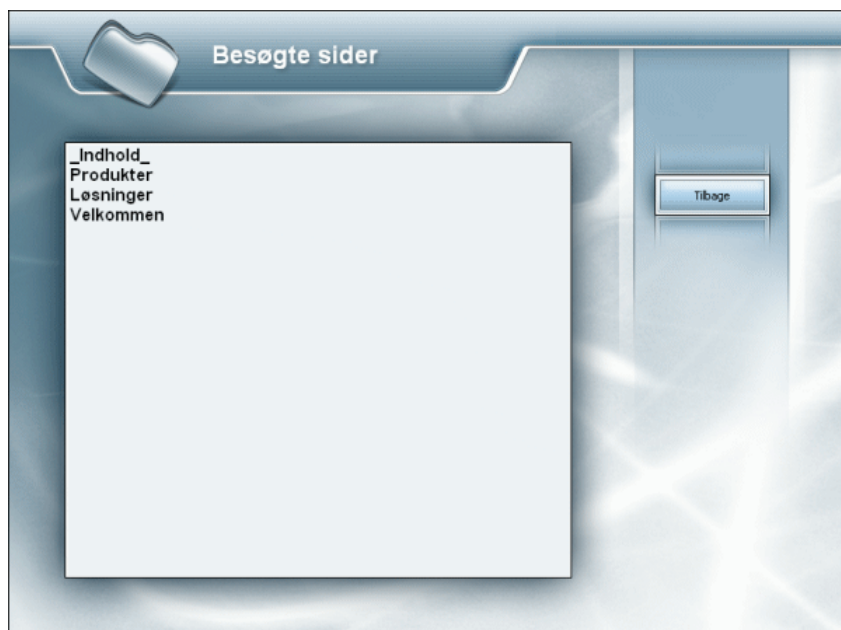 Besøgte sider
_Indhold_
Produkter
Løsninger
Velkommen
Tilbage